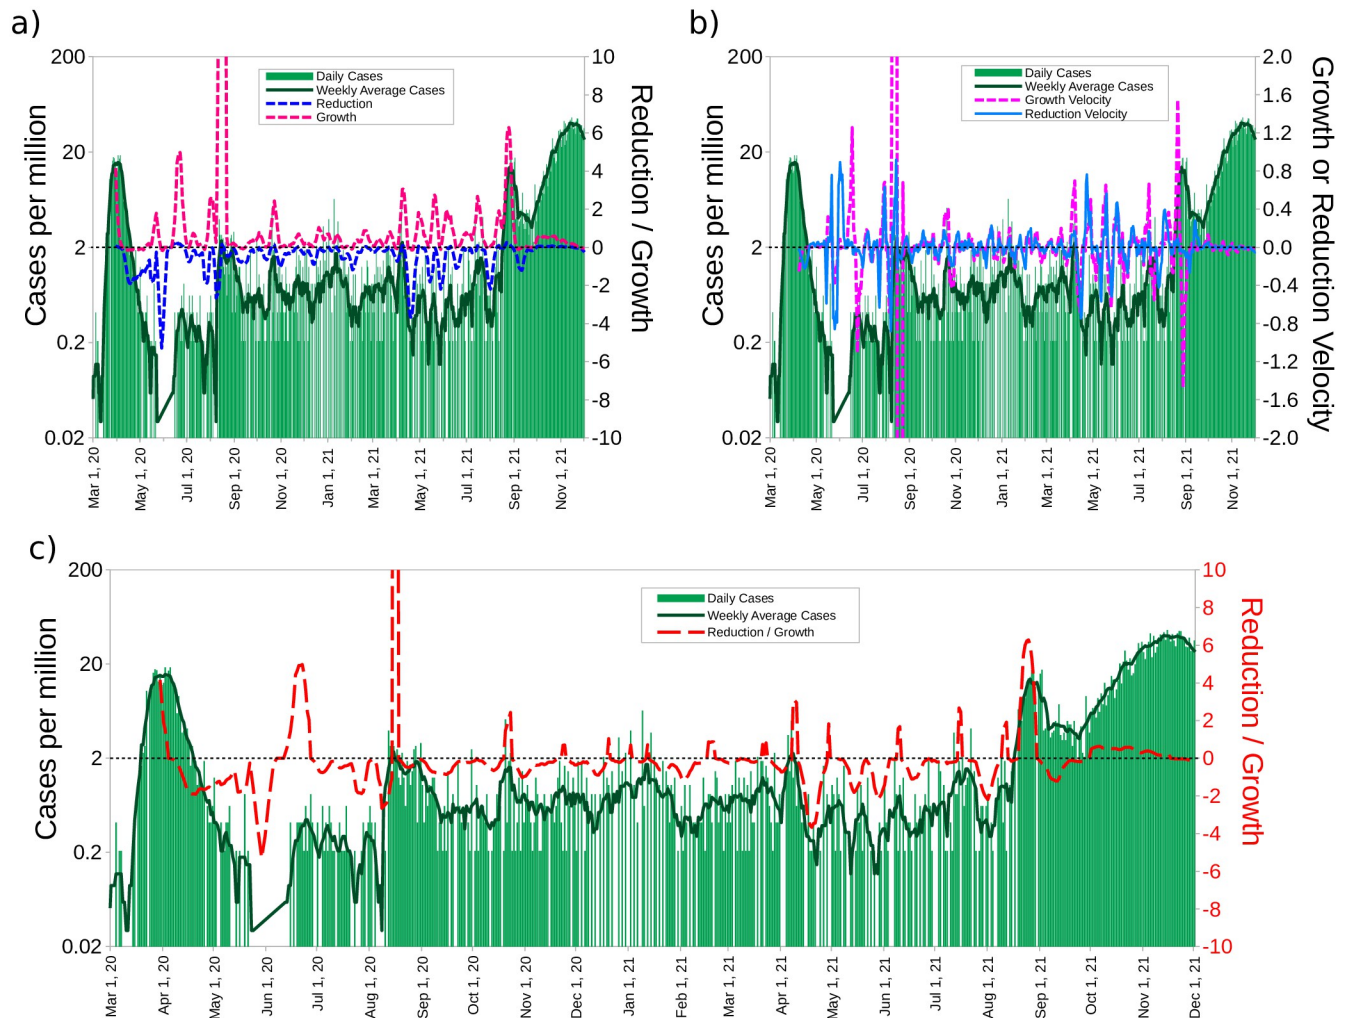 a)
200
20
2
0.2
0.02
Cases per million
Daily Cases
Weekly Average Cases
Reduction
Growth
10
8
6
4
2
0
-2
-4
-6
-8
-10
Reduction / Growth
Mar 1, 20
May 1, 20
Jul 1, 20
Sep 1, 20
Nov 1, 20
Jan 1, 21
Mar 1, 21
May 1, 21
Jul 1, 21
Sep 1, 21
Nov 1, 21
b)
200
20
2
0.2
0.02
Cases per million
Daily Cases
Weekly Average Cases
Growth Velocity
Reduction Velocity
2.0
1.6
1.2
0.8
0.4
0.0
-0.4
-0.8
-1.2
-1.6
-2.0
Growth or Reduction Velocity
Mar 1, 20
May 1, 20
Jul 1, 20
Sep 1, 20
Nov 1, 20
Jan 1, 21
Mar 1, 21
May 1, 21
Jul 1, 21
Sep 1, 21
Nov 1, 21
c)
200
20
2
0.2
0.02
Cases per million
Daily Cases
Weekly Average Cases
Reduction / Growth
10
8
6
4
2
0
-2
-4
-6
-8
-10
Reduction / Growth
Mar 1, 20
Apr 1, 20
May 1, 20
Jun 1, 20
Jul 1, 20
Aug 1, 20
Sep 1, 20
Oct 1, 20
Nov 1, 20
Dec 1, 20
Jan 1, 21
Feb 1, 21
Mar 1, 21
Apr 1, 21
May 1, 21
Jun 1, 21
Jul 1, 21
Aug 1, 21
Sep 1, 21
Oct 1, 21
Nov 1, 21
Dec 1, 21